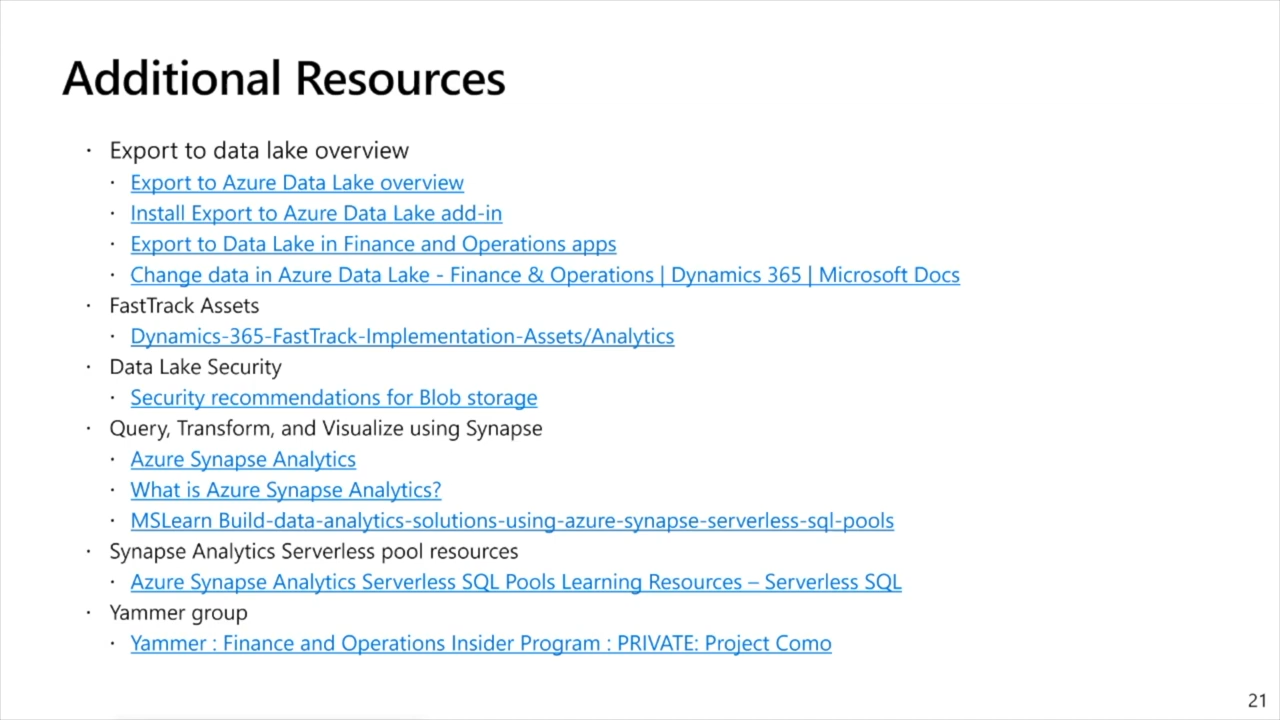 Additional Resources
· Export to data lake overview
· Export to Azure Data Lake overview
· Install Export to Azure Data Lake add-in
· Export to Data Lake in Finance and Operations apps
· Change data in Azure Data Lake - Finance & Operations | Dynamics 365 | Microsoft Docs
· FastTrack Assets
· Dynamics-365-FastTrack-Implementation-Assets/Analytics
· Data Lake Security
· Security recommendations for Blob storage
· Query, Transform, and Visualize using Synapse
· Azure Synapse Analytics
· What is Azure Synapse Analytics?
· MSLearn Build-data-analytics-solutions-using-azure-synapse-serverless-sql-pools
· Synapse Analytics Serverless pool resources
· Azure Synapse Analytics Serverless SQL Pools Learning Resources – Serverless SQL
· Yammer group
· Yammer : Finance and Operations Insider Program : PRIVATE: Project Como
21